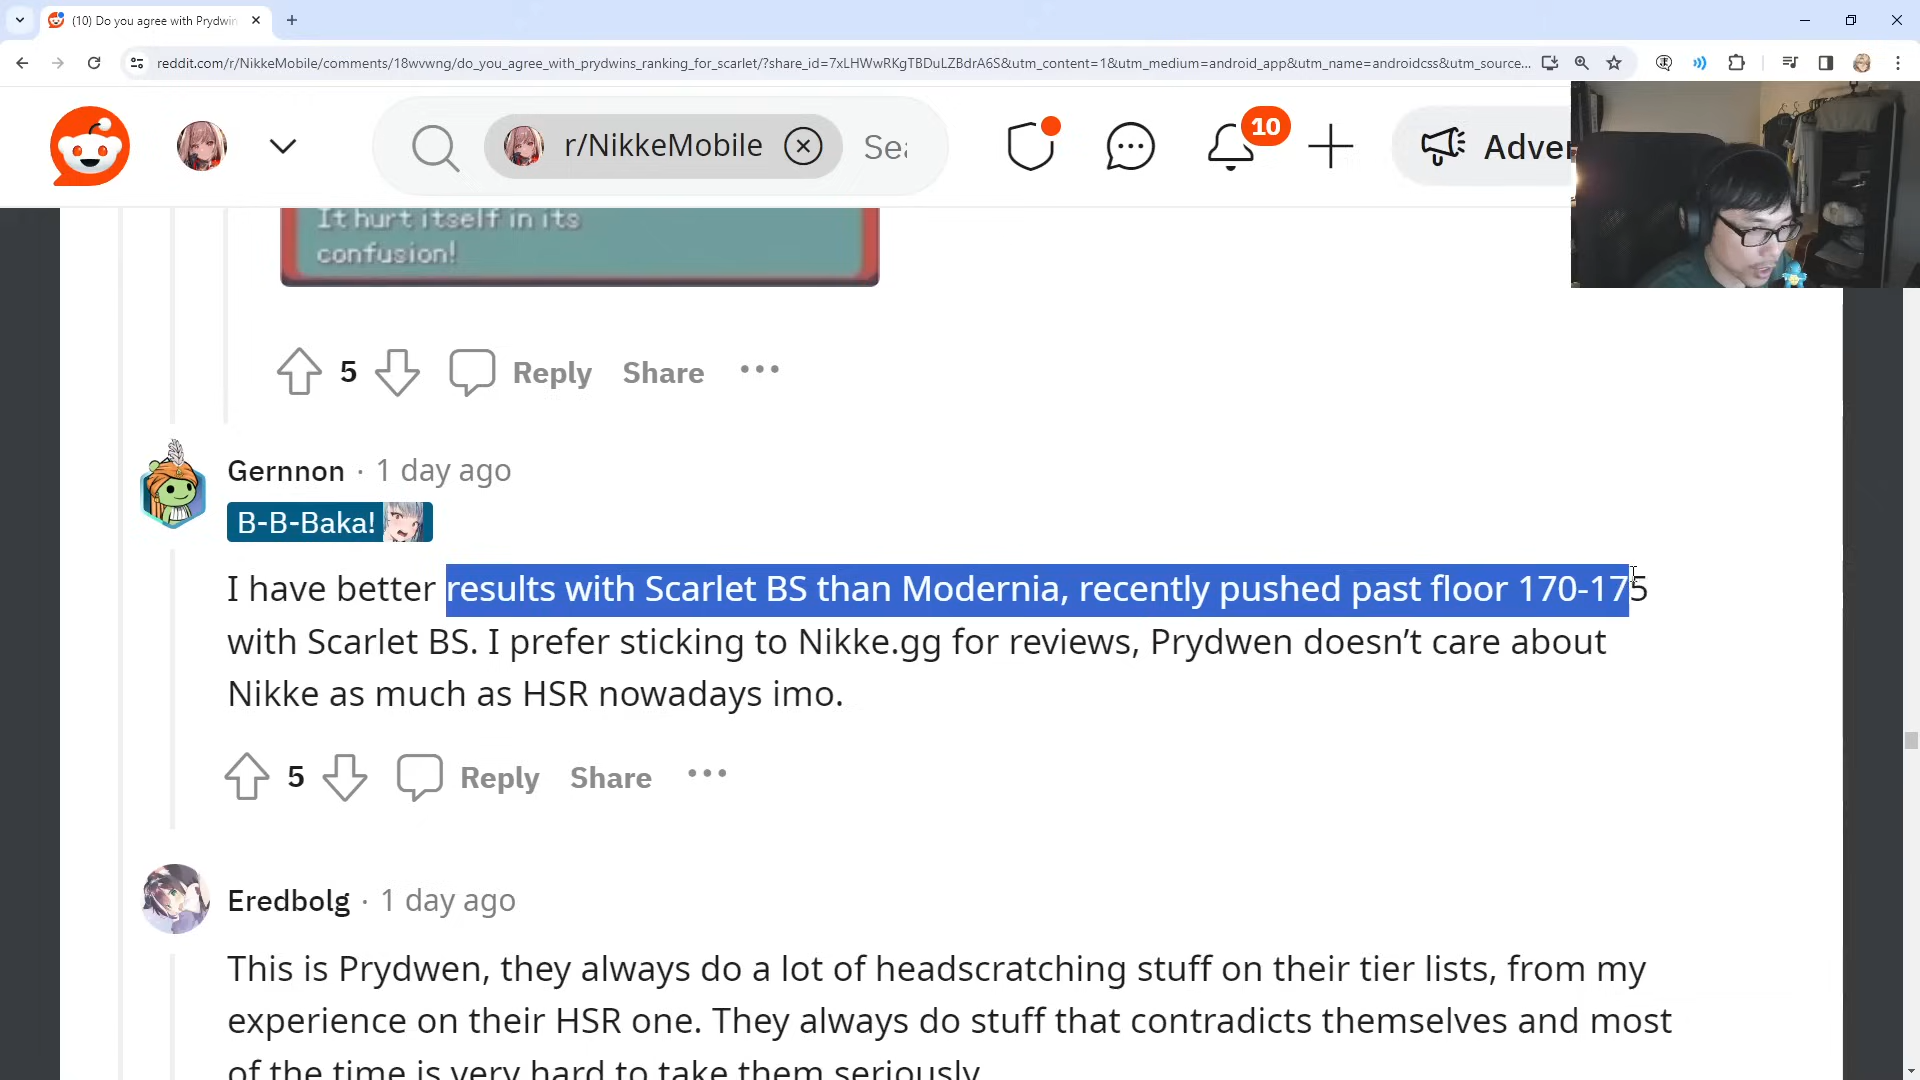 (10) Do you agree with Prydwin
reddit.com/r/NikkeMobile/comments/18wvwng/do_you_agree_with_prydwins_ranking_for_scarlet/?share_id=7xLHWwRKgTBDuLZBdrA6S&utm_content=1&utm_medium=android_app&utm_name=androidcss&utm_source...
r/NikkeMobile
Sea
10
Adver
It hurt itself in its
confusion!
5 Reply Share
Gernnon · 1 day ago
B-B-Baka!
I have better results with Scarlet BS than Modernia, recently pushed past floor 170-175
with Scarlet BS. I prefer sticking to Nikke.gg for reviews, Prydwen doesn’t care about
Nikke as much as HSR nowadays imo.
5 Reply Share
Eredbolg · 1 day ago
This is Prydwen, they always do a lot of headscratching stuff on their tier lists, from my
experience on their HSR one. They always do stuff that contradicts themselves and most
of the time is very hard to take them seriously